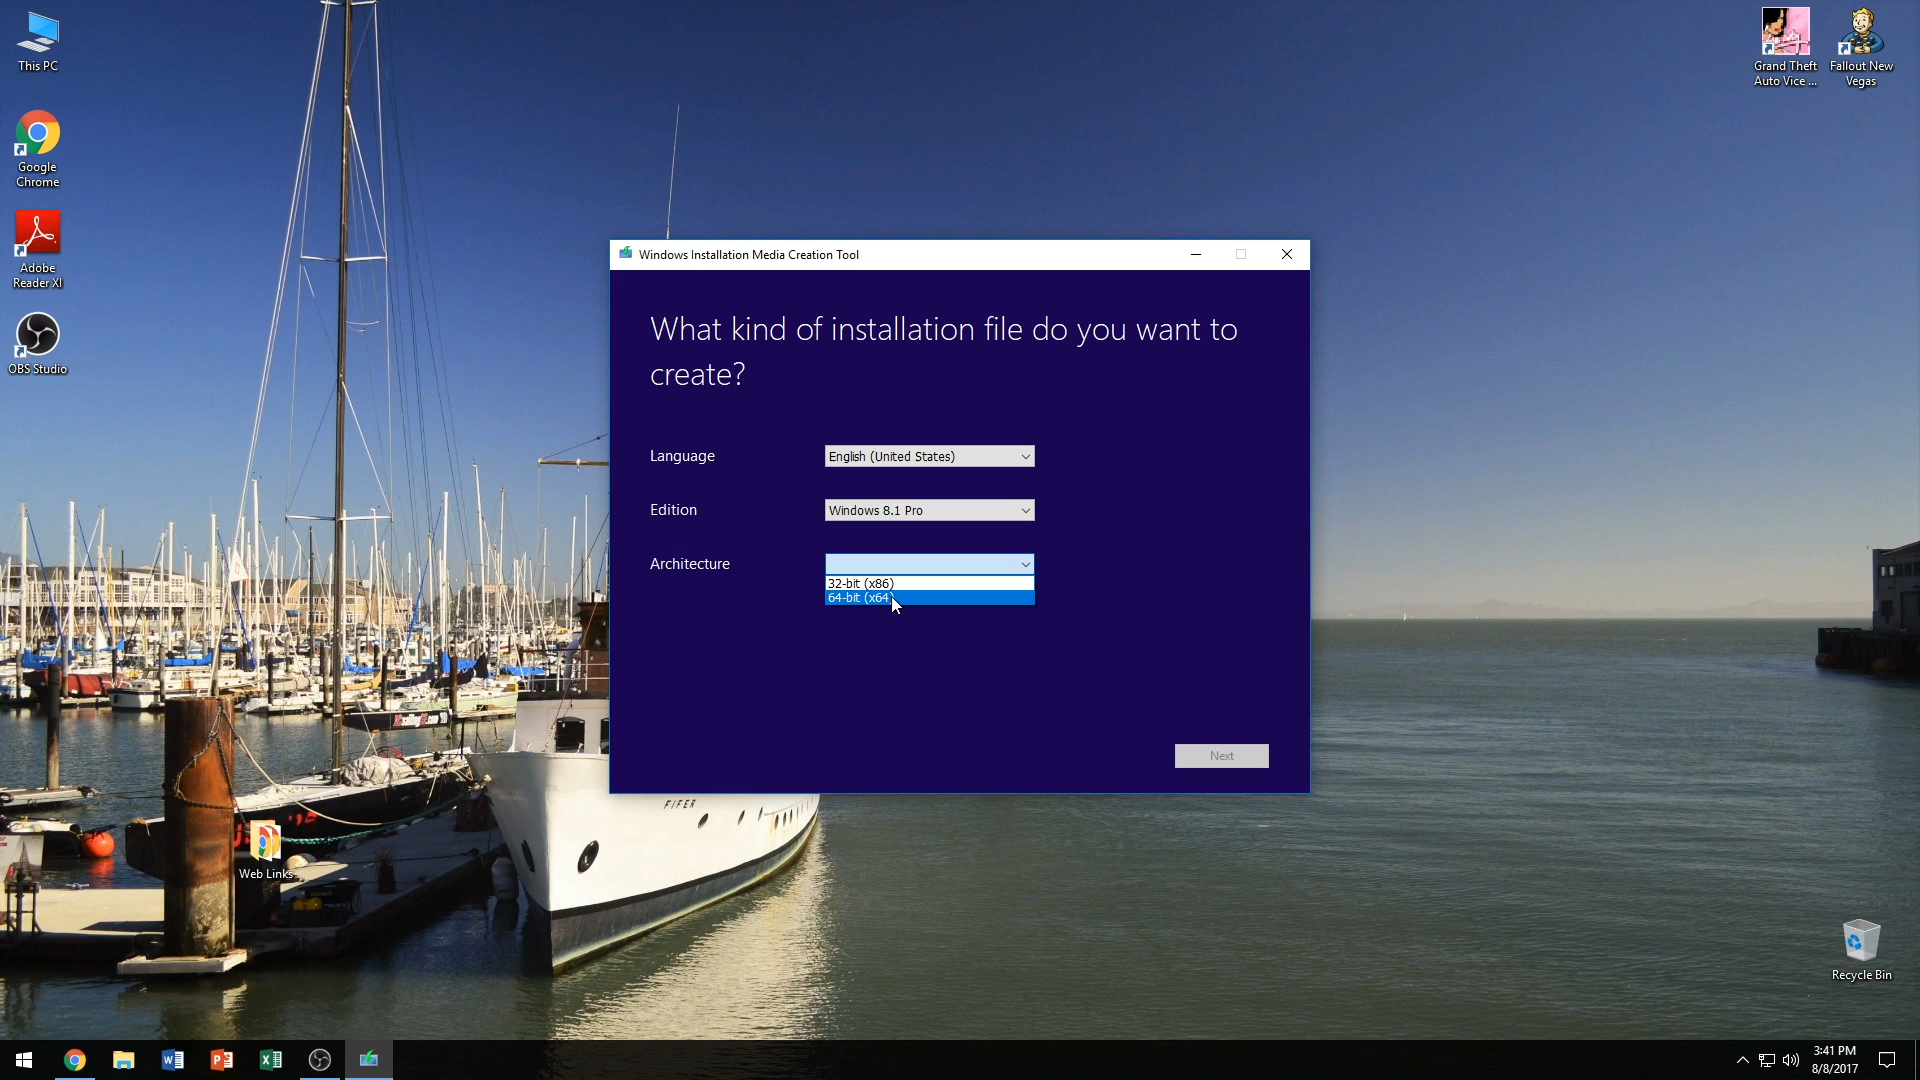 This PC
Google
Chrome
Adobe
Reader XI
OBS Studio
Grand Theft
Auto Vice ...
Fallout New
Vegas
Windows Installation Media Creation Tool
What kind of installation file do you want to
create?
Language
English (United States)
Edition
Windows 8.1 Pro
Architecture
32-bit (x86)
64-bit (x64)
Next
FIFER
Web Links
Recycle Bin
3:41 PM
8/8/2017